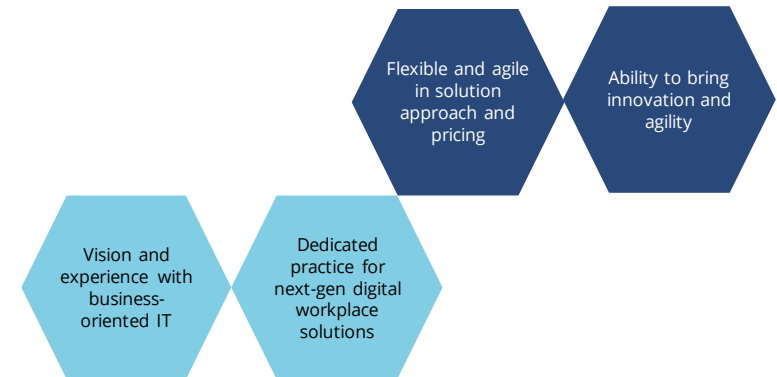 Flexible and agile
in solution
approach and
pricing
Ability to bring
innovation and
agility
Vision and
experience with
business-
oriented IT
Dedicated
practice for
next-gen digital
workplace
solutions